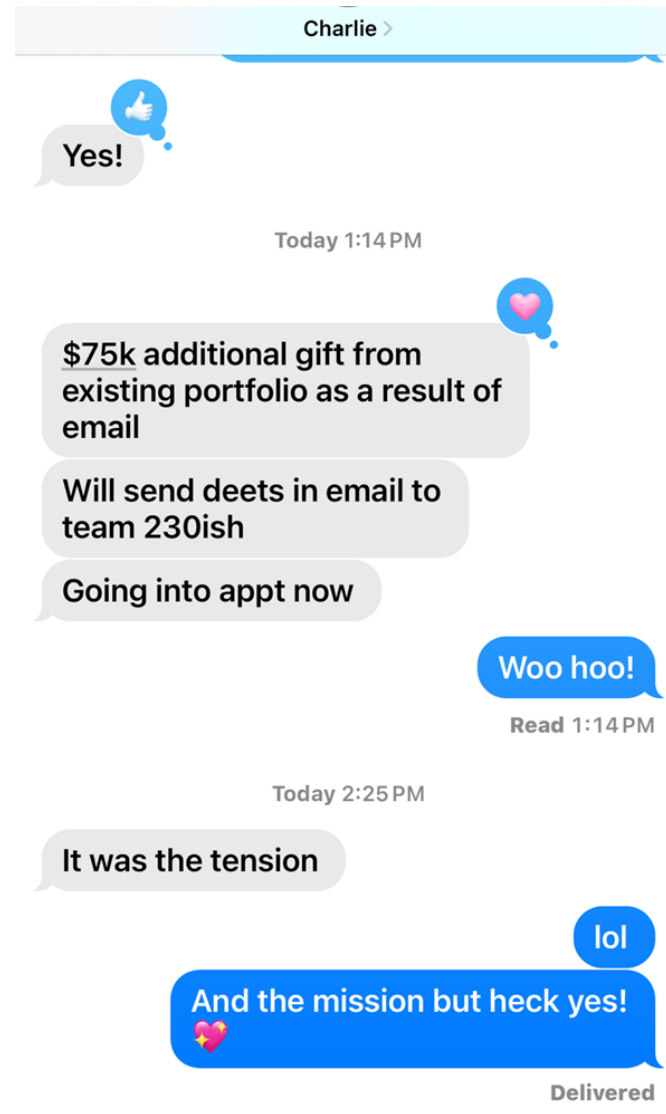 Charlie
Yes!
Today 1:14 PM
$75k additional gift from
existing portfolio as a result of
email
Will send deets in email to
team 230ish
Going into appt now
Woo hoo!
Read 1:14 PM
Today 2:25 PM
It was the tension
lol
And the mission but heck yes!
💖
Delivered